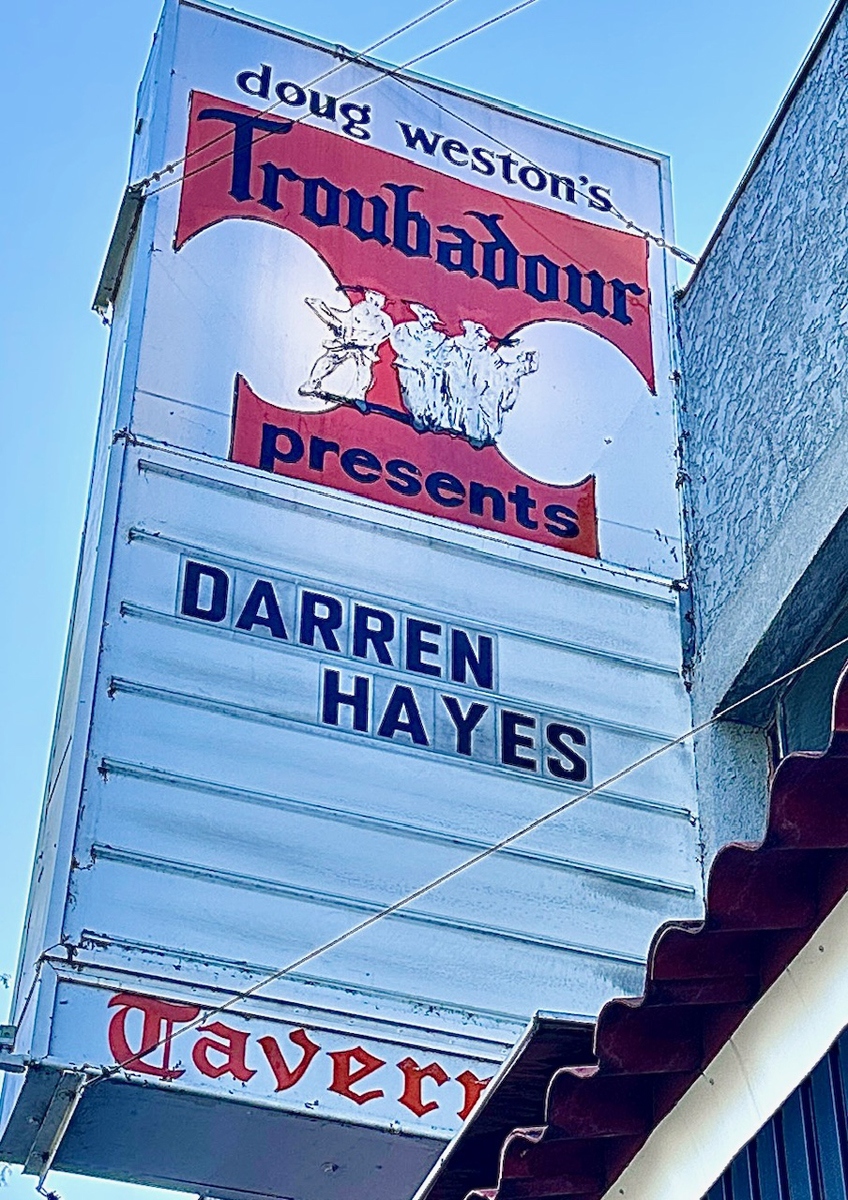 doug weston's
Troubadour
presents
DARREN
HAYES
Tavern